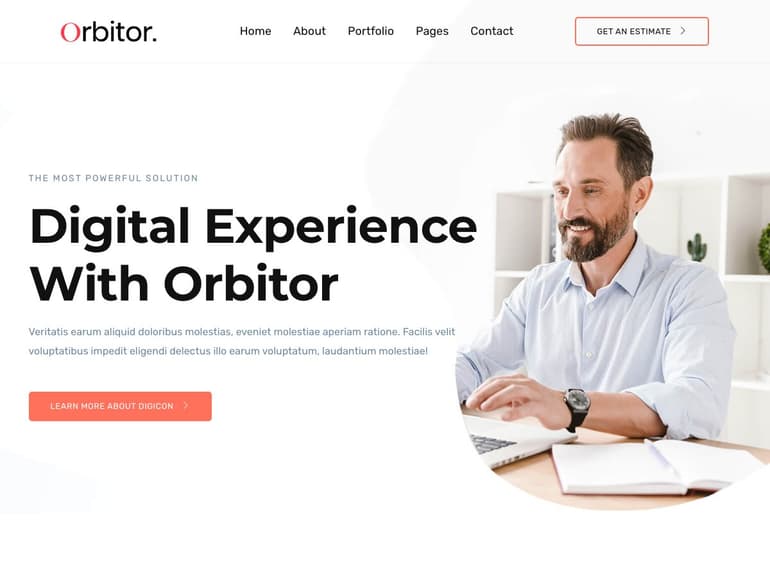 Orbitor.
Home About Portfolio Pages Contact
GET AN ESTIMATE
THE MOST POWERFUL SOLUTION
Digital Experience
With Orbitor
Veritatis earum aliquid doloribus molestias, eveniet molestiae aperiam ratione. Facilis velit
voluptatibus impedit eligendi delectus illo earum voluptatum, laudantium molestiae!
LEARN MORE ABOUT DIGICON